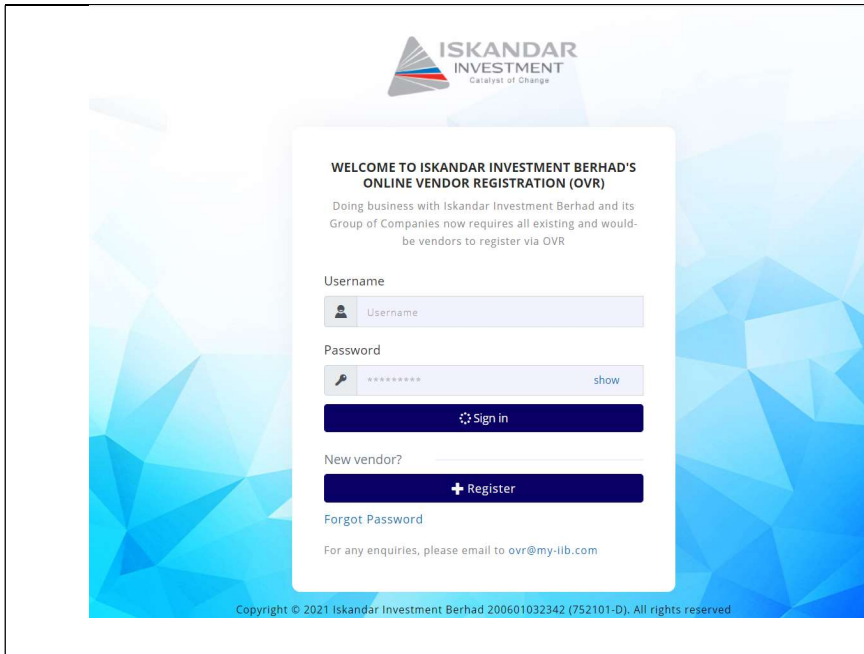 ISKANDAR
INVESTMENT
Catalyst of Change
WELCOME TO ISKANDAR INVESTMENT BERHAD'S
ONLINE VENDOR REGISTRATION (OVR)
Doing business with Iskandar Investment Berhad and its
Group of Companies now requires all existing and would-
be vendors to register via OVR
Username
Username
Password
*********
show
Sign in
New vendor?
Register
Forgot Password
For any enquiries, please email to ovr@my-iib.com
Copyright © 2021 Iskandar Investment Berhad 200601032342 (752101-D). All rights reserved